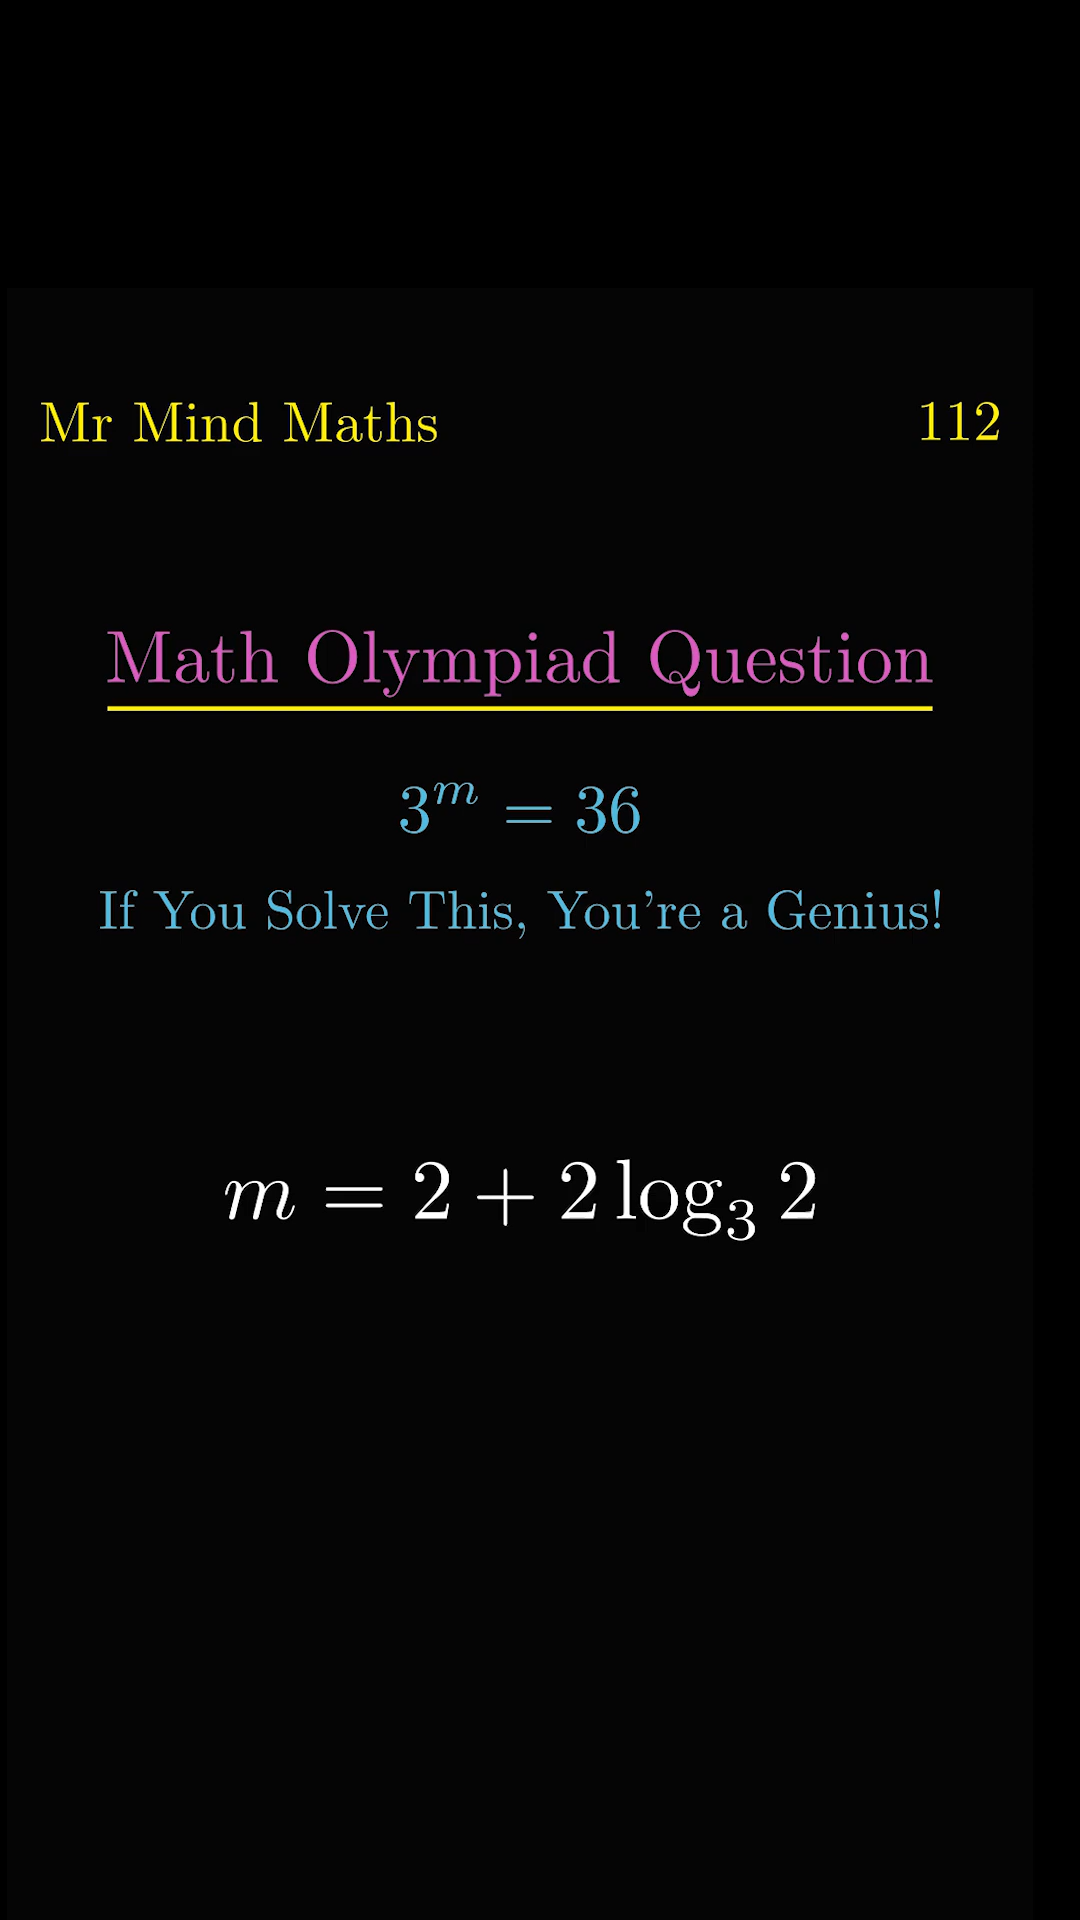 Mr Mind Maths 112
Math Olympiad Question
3^m = 36
If You Solve This, You're a Genius!
m = 2 + 2 log₃ 2